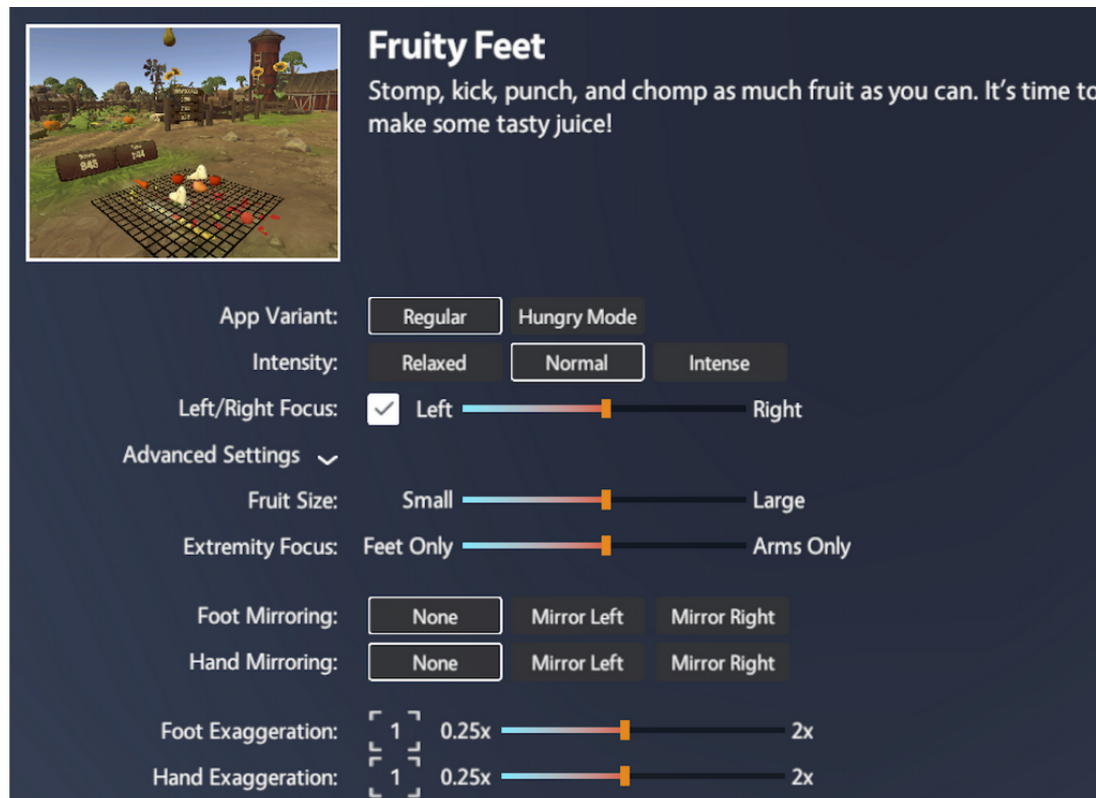 Fruity Feet
Stomp, kick, punch, and chomp as much fruit as you can. It's time to
make some tasty juice!
App Variant: Regular Hungry Mode
Intensity: Relaxed Normal Intense
Left/Right Focus: Left Right
Advanced Settings
Fruit Size: Small Large
Extremity Focus: Feet Only Arms Only
Foot Mirroring: None Mirror Left Mirror Right
Hand Mirroring: None Mirror Left Mirror Right
Foot Exaggeration: 1 0.25x 2x
Hand Exaggeration: 1 0.25x 2x